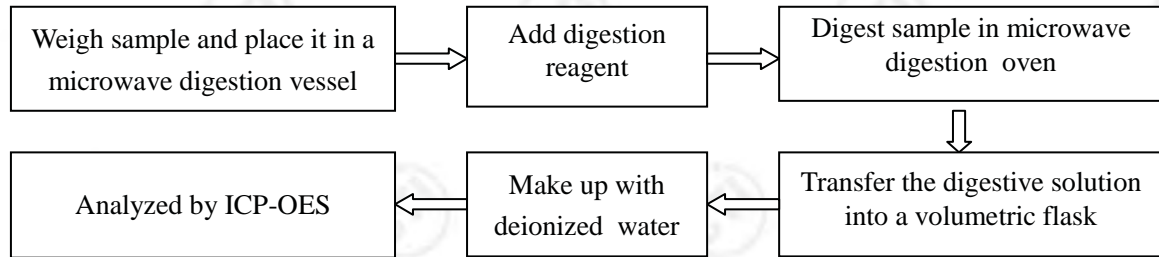 Weigh sample and place it in a
microwave digestion vessel
Add digestion
reagent
Digest sample in microwave
digestion oven
Transfer the digestive solution
into a volumetric flask
Make up with
deionized water
Analyzed by ICP-OES